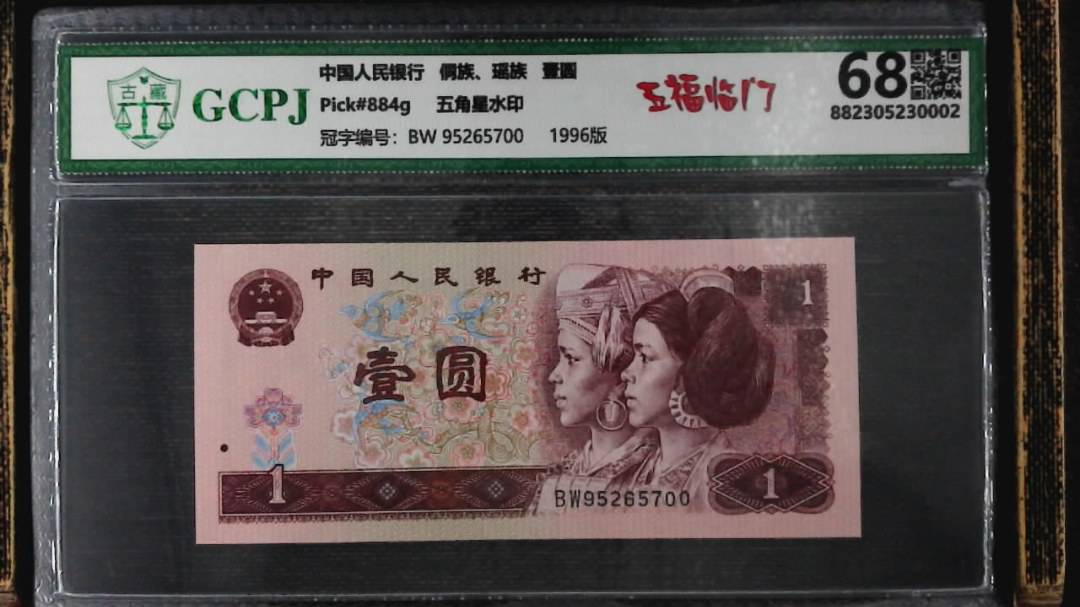 古藏
GCPJ
中国人民银行 侗族、瑶族 壹圆
Pick#884g 五角星水印
冠字编号：BW 95265700 1996版
五福临门
68
882305230002
中国人民银行
1
壹圆
1
BW95265700
1